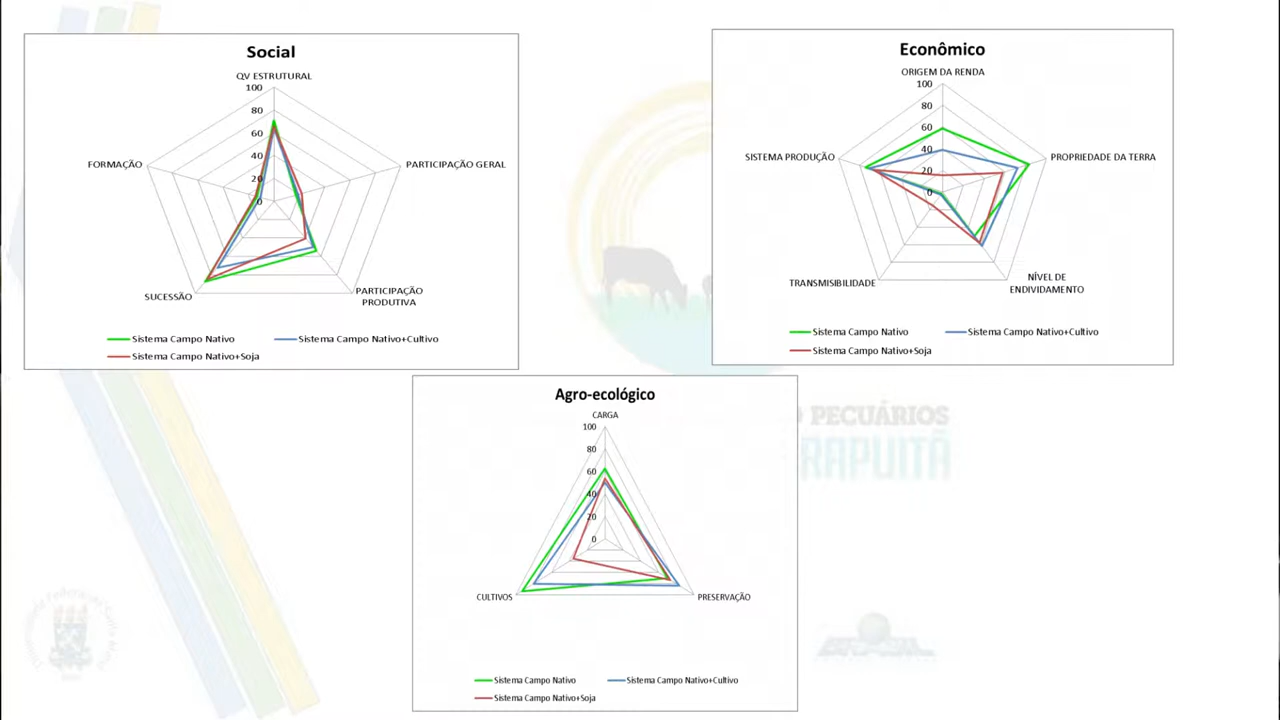 Social
QV ESTRUTURAL
100
80
60
40
20
0
FORMAÇÃO
PARTICIPAÇÃO GERAL
SUCESSÃO
PARTICIPAÇÃO
PRODUTIVA
Sistema Campo Nativo
Sistema Campo Nativo+Cultivo
Sistema Campo Nativo+Soja
Econômico
ORIGEM DA RENDA
100
80
60
40
20
0
SISTEMA PRODUÇÃO
PROPRIEDADE DA TERRA
TRANSMISIBILIDADE
NÍVEL DE
ENDIVIDAMENTO
Sistema Campo Nativo
Sistema Campo Nativo+Cultivo
Sistema Campo Nativo+Soja
Agro-ecológico
CARGA
100
80
60
40
20
0
CULTIVOS
PRESERVAÇÃO
Sistema Campo Nativo
Sistema Campo Nativo+Cultivo
Sistema Campo Nativo+Soja
PECUÁRIOS
RAPUITÃ